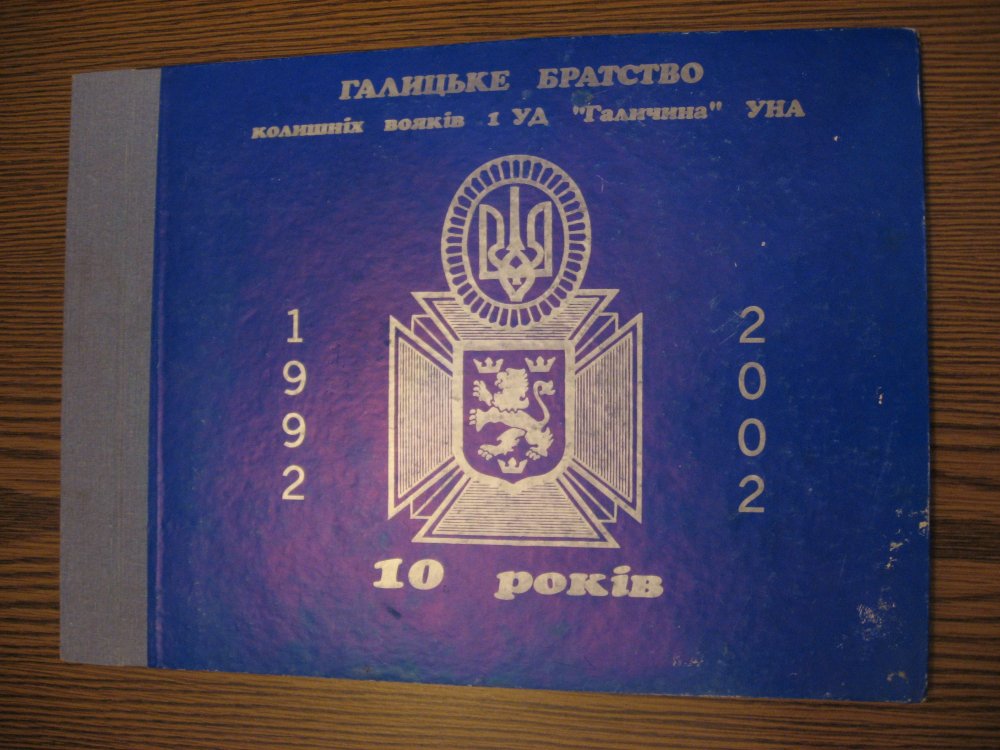 ГАЛИЦЬКЕ БРАТСТВО
колишніх вояків 1 УД "Галичина" УНА
1992
2002
10 років